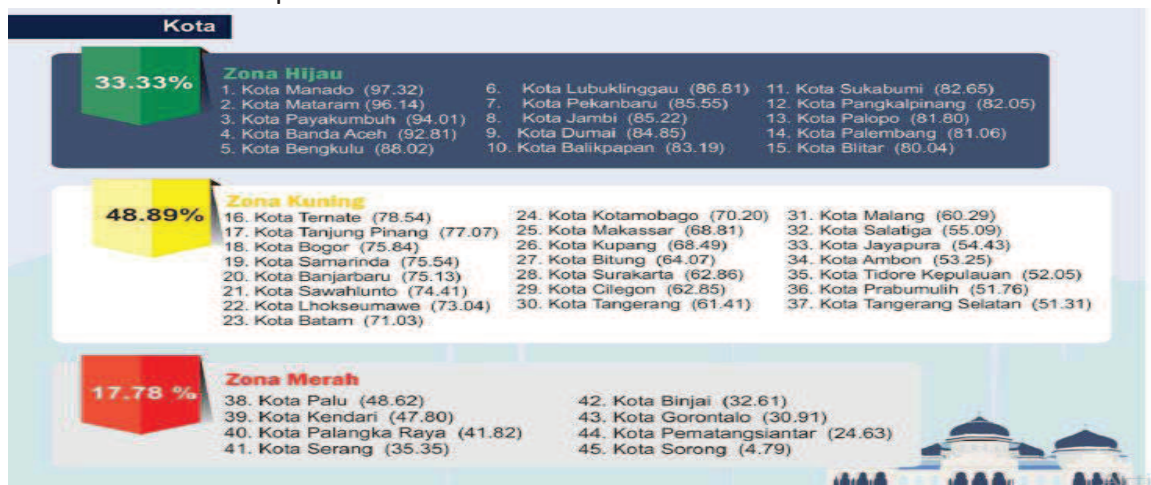 Kota
33.33%
Zona Hijau
1. Kota Manado (97.32)
2. Kota Mataram (96.14)
3. Kota Payakumbuh (94.01)
4. Kota Banda Aceh (92.81)
5. Kota Bengkulu (88.02)
6. Kota Lubuklinggau (86.81)
7. Kota Pekanbaru (85.55)
8. Kota Jambi (85.22)
9. Kota Dumai (84.85)
10. Kota Balikpapan (83.19)
11. Kota Sukabumi (82.65)
12. Kota Pangkalpinang (82.05)
13. Kota Palopo (81.80)
14. Kota Palembang (81.06)
15. Kota Blitar (80.04)
48.89%
Zona Kuning
16. Kota Ternate (78.54)
17. Kota Tanjung Pinang (77.07)
18. Kota Bogor (75.84)
19. Kota Samarinda (75.54)
20. Kota Banjarbaru (75.13)
21. Kota Sawahlunto (74.41)
22. Kota Lhokseumawe (73.04)
23. Kota Batam (71.03)
24. Kota Kotamobago (70.20)
25. Kota Makassar (68.81)
26. Kota Kupang (68.49)
27. Kota Bitung (64.07)
28. Kota Surakarta (62.86)
29. Kota Cilegon (62.85)
30. Kota Tangerang (61.41)
31. Kota Malang (60.29)
32. Kota Salatiga (55.09)
33. Kota Jayapura (54.43)
34. Kota Ambon (53.25)
35. Kota Tidore Kepulauan (52.05)
36. Kota Prabumulih (51.76)
37. Kota Tangerang Selatan (51.31)
17.78 %
Zona Merah
38. Kota Palu (48.62)
39. Kota Kendari (47.80)
40. Kota Palangka Raya (41.82)
41. Kota Serang (35.35)
42. Kota Binjai (32.61)
43. Kota Gorontalo (30.91)
44. Kota Pematangsiantar (24.63)
45. Kota Sorong (4.79)